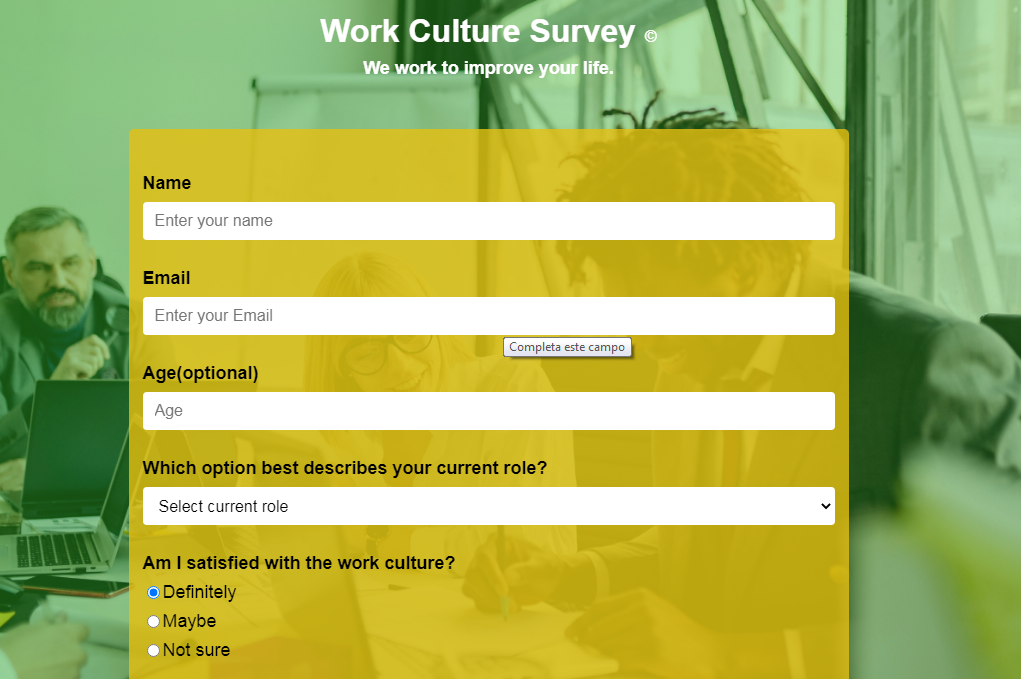 Work Culture Survey ©
We work to improve your life.
Name
Enter your name
Email
Enter your Email
Completa este campo
Age(optional)
Age
Which option best describes your current role?
Select current role
Am I satisfied with the work culture?
Definitely
Maybe
Not sure